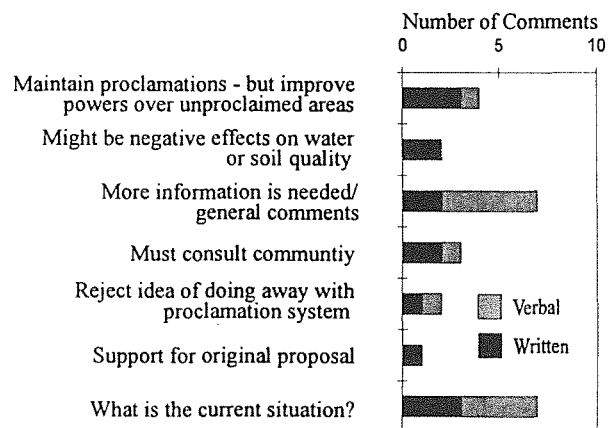 Number of Comments
0 5 10
Maintain proclamations - but improve
powers over unproclaimed areas
Might be negative effects on water
or soil quality
More information is needed/
general comments
Must consult communtiy
Reject idea of doing away with
proclamation system
Verbal
Written
Support for original proposal
What is the current situation?